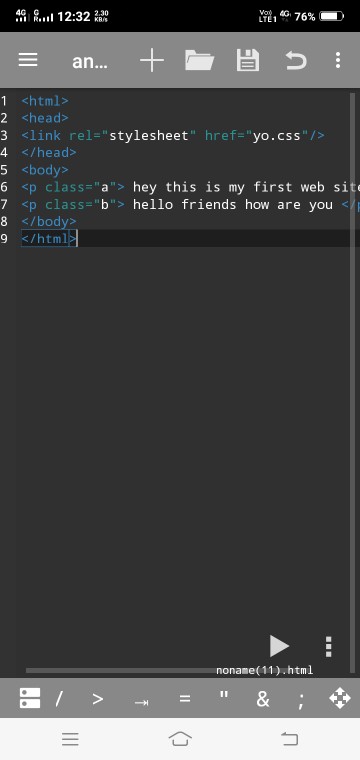 4G G 12:32 2.30 KB/s Vo) LTE1 4G 76%
an...
1 <html>
2 <head>
3 <link rel="stylesheet" href="yo.css"/>
4 </head>
5 <body>
6 <p class="a"> hey this is my first web site
7 <p class="b"> hello friends how are you </p
8 </body>
9 </html>
noname(11).html
/ > → = " & ;